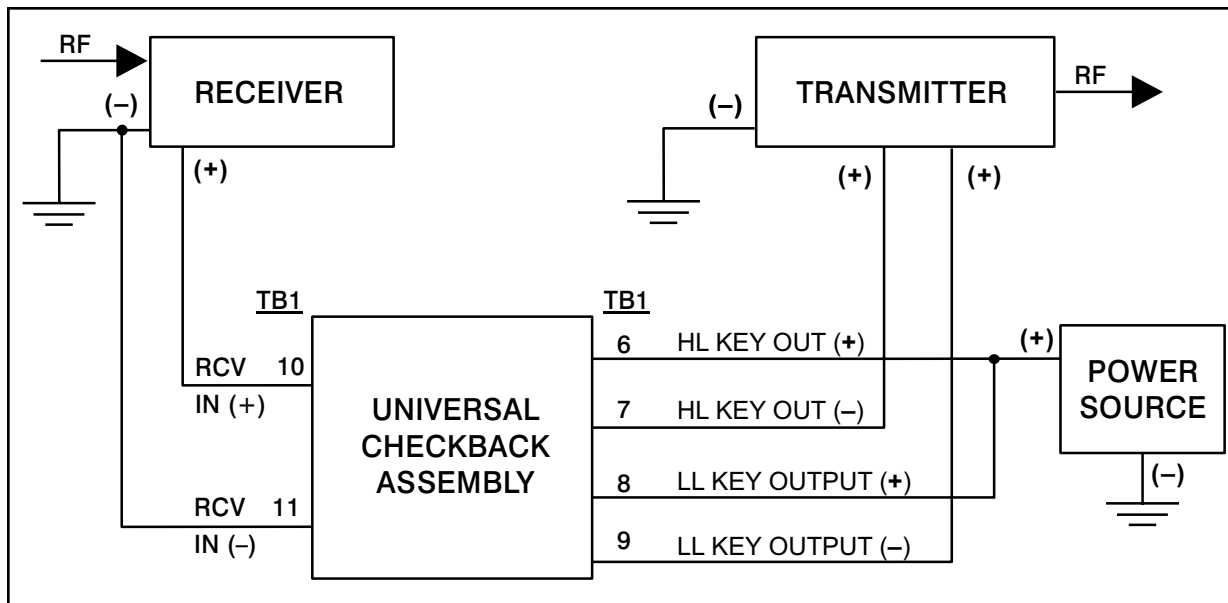 RF
RECEIVER
(–)
(+)
TRANSMITTER
RF
(–)
(+)
(+)
TB1
TB1
RCV 10
IN (+)
RCV 11
IN (–)
UNIVERSAL
CHECKBACK
ASSEMBLY
6 HL KEY OUT (+)
7 HL KEY OUT (–)
8 LL KEY OUTPUT (+)
9 LL KEY OUTPUT (–)
(+)
POWER
SOURCE
(–)